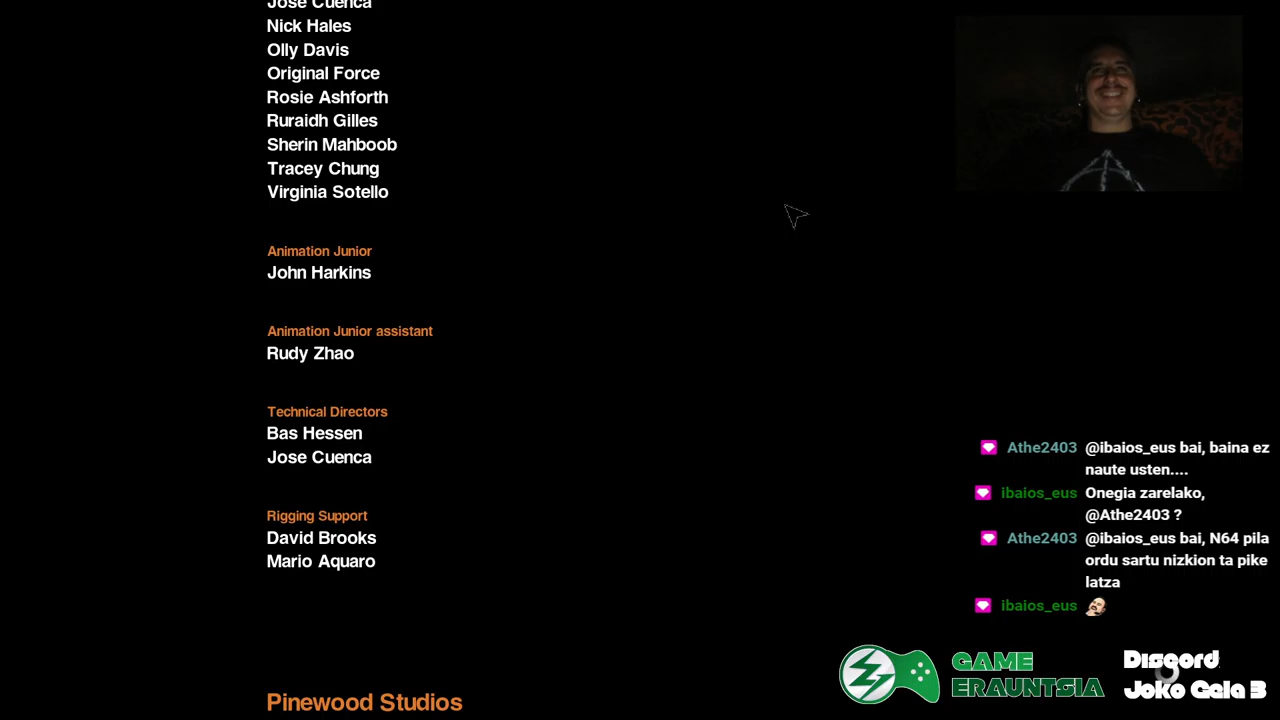 Jose Cuenca
Nick Hales
Olly Davis
Original Force
Rosie Ashforth
Ruraidh Gilles
Sherin Mahboob
Tracey Chung
Virginia Sotello
Animation Junior
John Harkins
Animation Junior assistant
Rudy Zhao
Technical Directors
Bas Hessen
Jose Cuenca
Rigging Support
David Brooks
Mario Aquaro
Pinewood Studios
Athe2403 @ibaios_eus bai, baina ez
naute usten....
ibaios_eus Onegia zarelako,
@Athe2403 ?
Athe2403 @ibaios_eus bai, N64 pila
ordu sartu nizkion ta pike
latza
ibaios_eus
GAME
ERAUNTSIA
Discord
Joko Gela 3